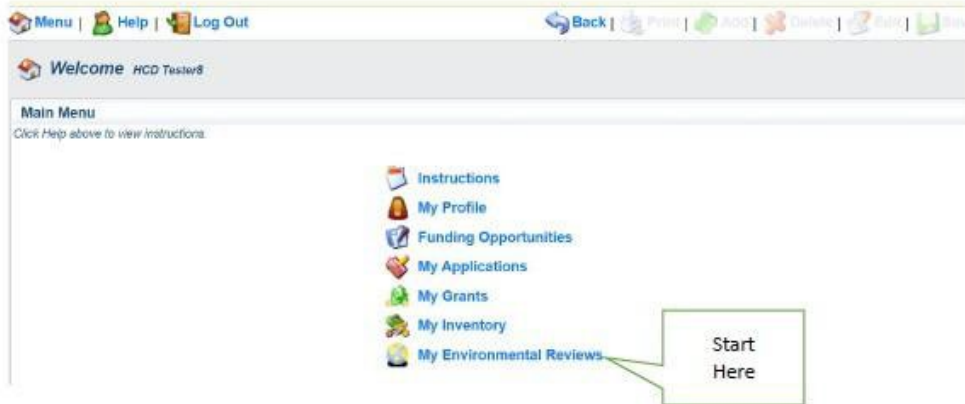 Menu | Help | Log Out
Back | Print | Add | Delete | Edit |
Welcome HCD Tester8
Main Menu
Click Help above to view instructions.
Instructions
My Profile
Funding Opportunities
My Applications
My Grants
My Inventory
My Environmental Reviews
Start
Here